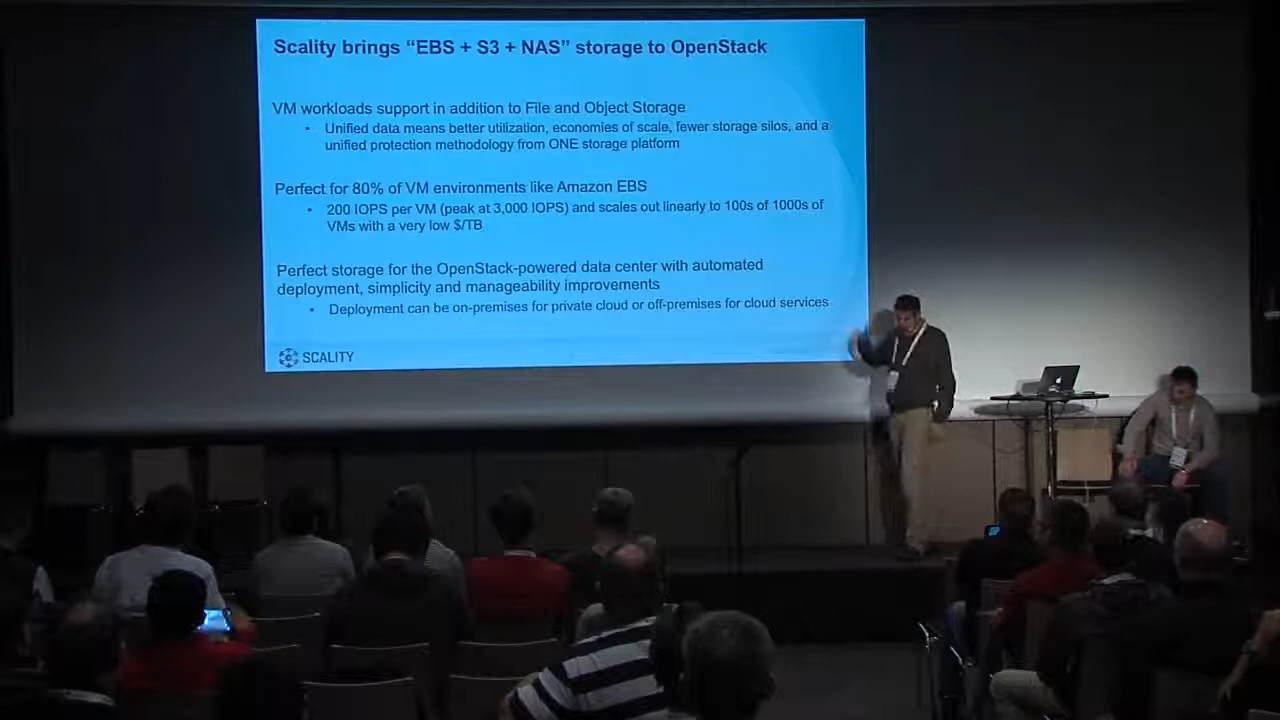 Scality brings “EBS + S3 + NAS” storage to OpenStack
VM workloads support in addition to File and Object Storage
• Unified data means better utilization, economies of scale, fewer storage silos, and a
unified protection methodology from ONE storage platform
Perfect for 80% of VM environments like Amazon EBS
• 200 IOPS per VM (peak at 3,000 IOPS) and scales out linearly to 100s of 1000s of
VMs with a very low $/TB
Perfect storage for the OpenStack-powered data center with automated
deployment, simplicity and manageability improvements
• Deployment can be on-premises for private cloud or off-premises for cloud services
SCALITY